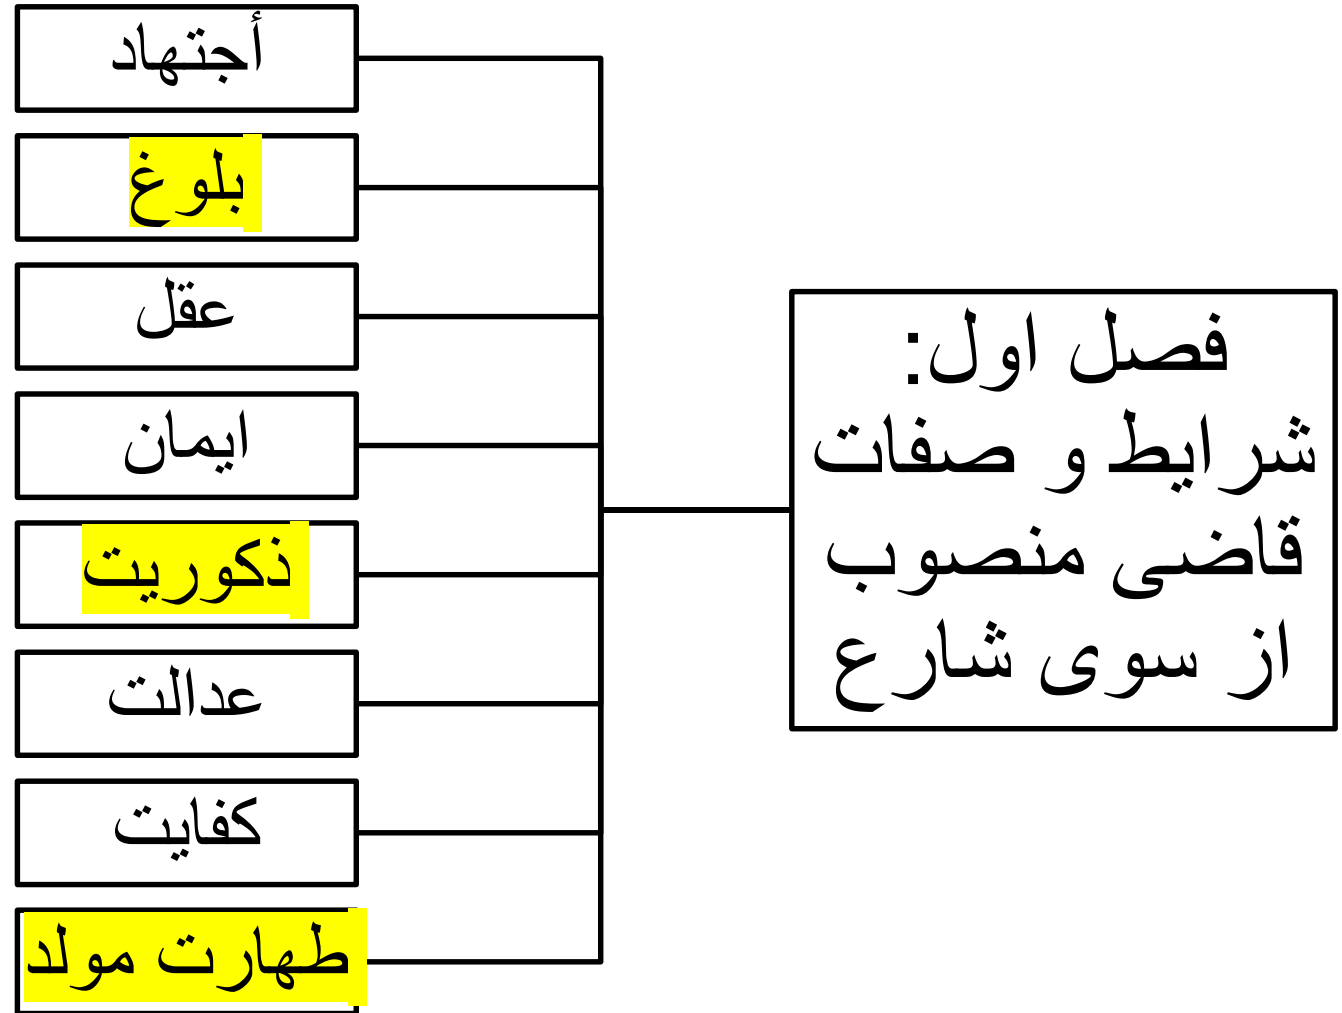 فصل اول:
شرایط و صفات
قاضی منصوب
از سوی شارع
أجتهاد
بلوغ
عقل
ایمان
ذکوریت
عدالت
کفایت
طهارت مولد